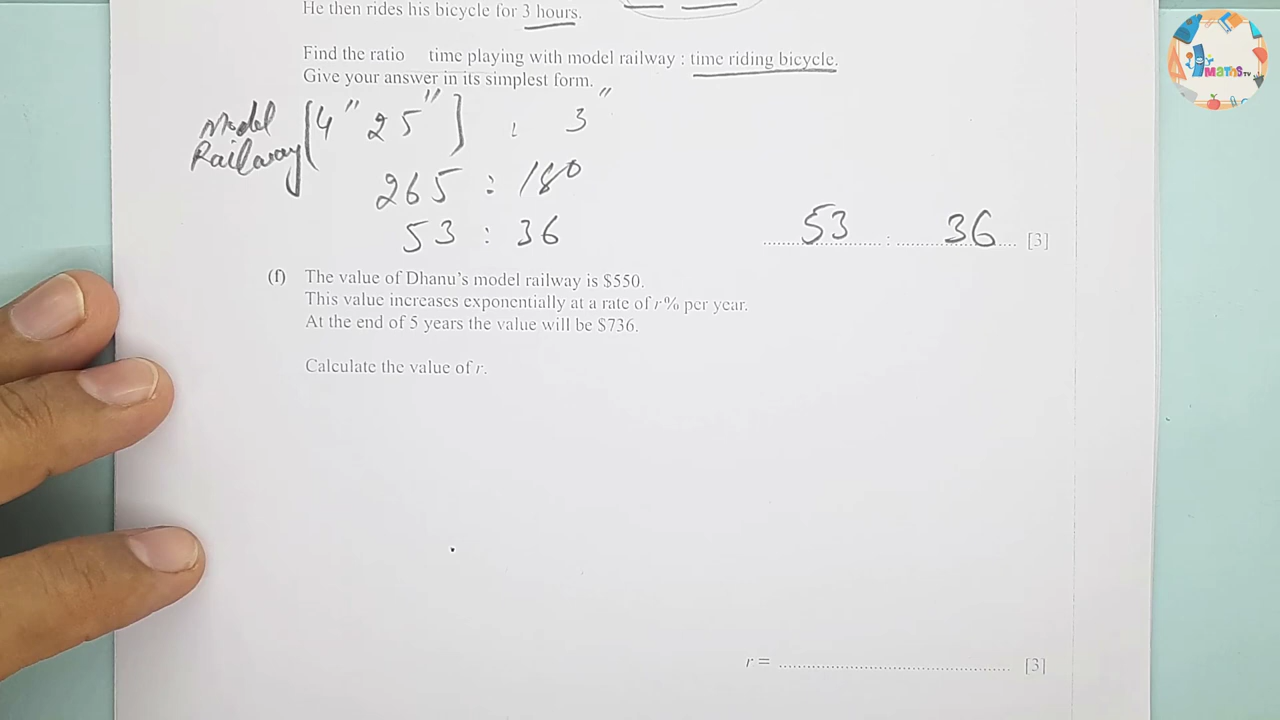 He then rides his bicycle for 3 hours.
Find the ratio time playing with model railway : time riding bicycle.
Give your answer in its simplest form.
Model Railway (4" 25") : 3"
265 : 180
53 : 36
53 : 36 [3]
(f) The value of Dhanu's model railway is $550.
This value increases exponentially at a rate of r% per year.
At the end of 5 years the value will be $736.
Calculate the value of r.
r = [3]
MATHS TV